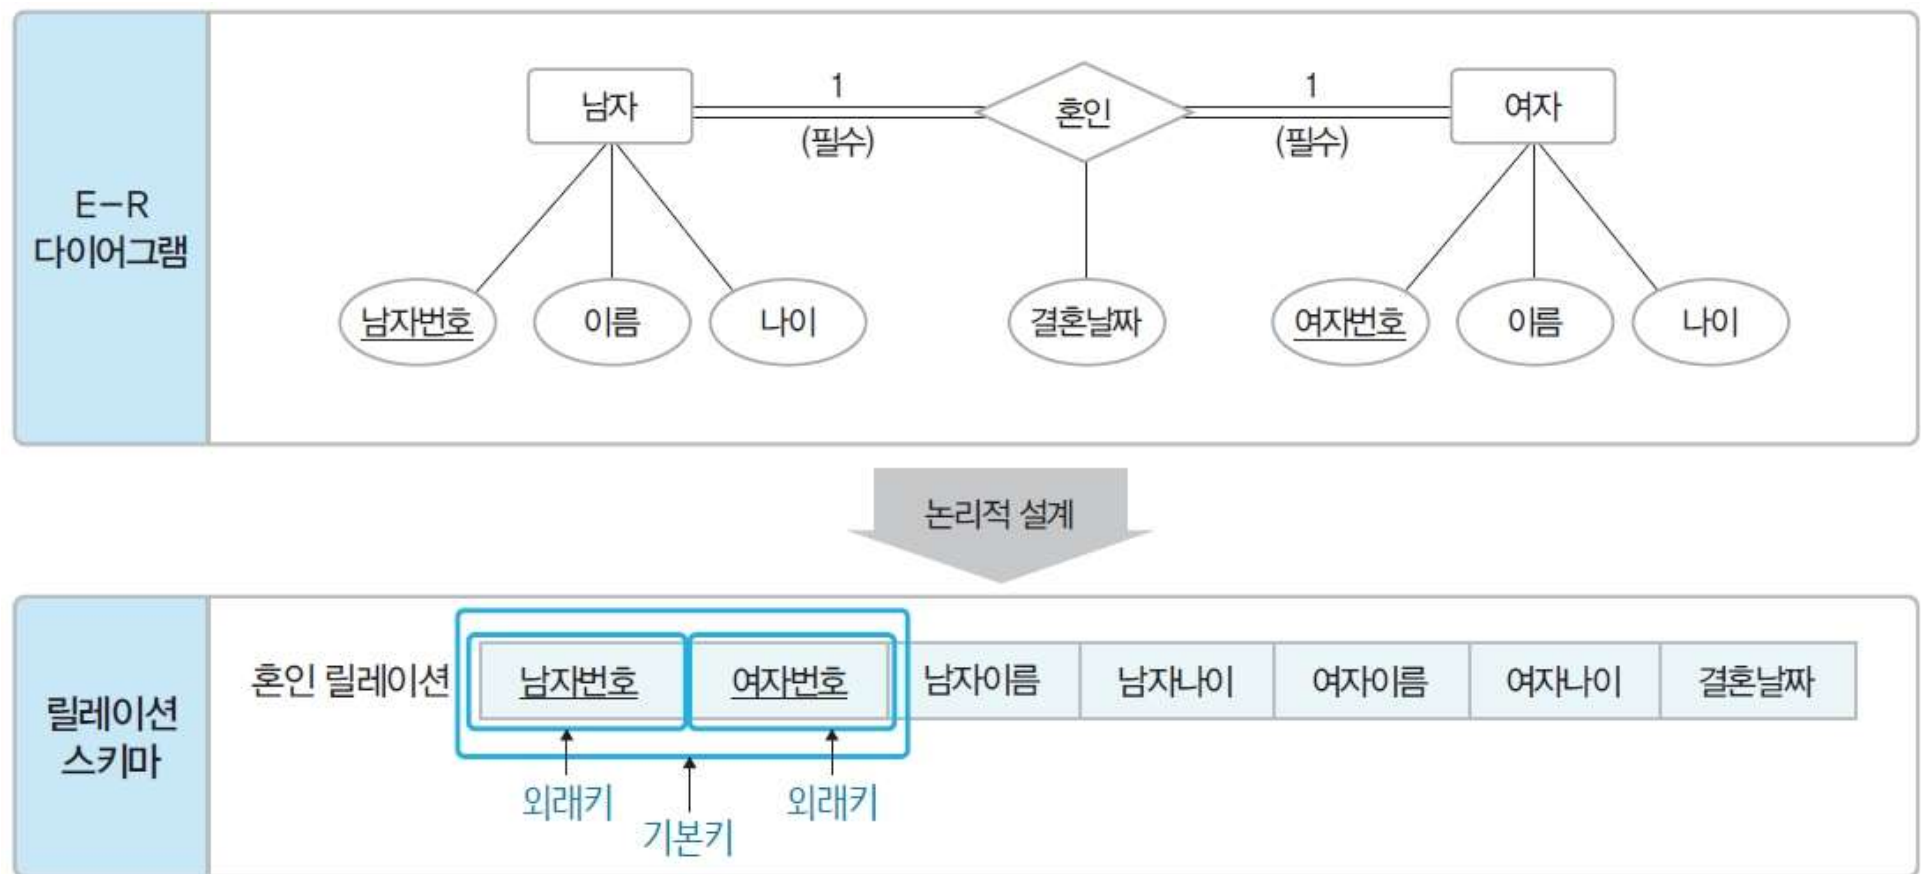 E-R
다이어그램
남자
1
(필수)
혼인
1
(필수)
여자
남자번호
이름
나이
결혼날짜
여자번호
이름
나이
논리적 설계
릴레이션
스키마
혼인 릴레이션
남자번호
여자번호
남자이름
남자나이
여자이름
여자나이
결혼날짜
외래키
외래키
기본키